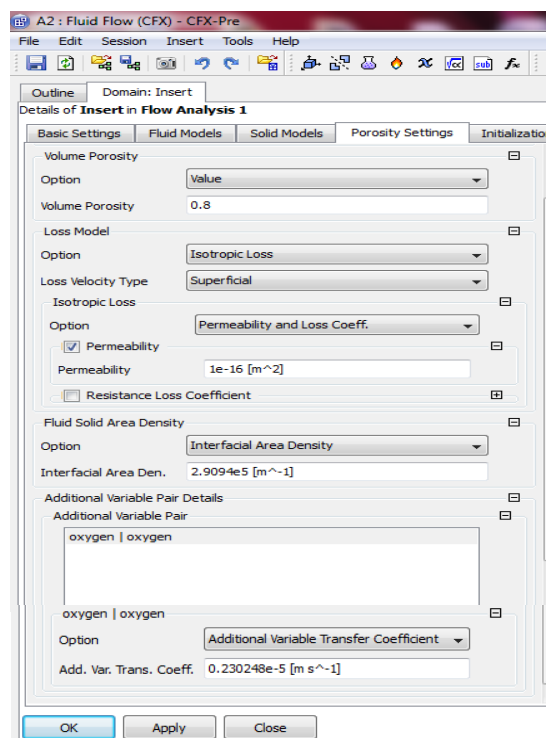 A2 : Fluid Flow (CFX) - CFX-Pre
File Edit Session Insert Tools Help
Outline Domain: Insert
Details of Insert in Flow Analysis 1
Basic Settings Fluid Models Solid Models Porosity Settings Initializatio
Volume Porosity
Option Value
Volume Porosity 0.8
Loss Model
Option Isotropic Loss
Loss Velocity Type Superficial
Isotropic Loss
Option Permeability and Loss Coeff.
Permeability
Permeability 1e-16 [m^2]
Resistance Loss Coefficient
Fluid Solid Area Density
Option Interfacial Area Density
Interfacial Area Den. 2.9094e5 [m^-1]
Additional Variable Pair Details
Additional Variable Pair
oxygen | oxygen
oxygen | oxygen
Option Additional Variable Transfer Coefficient
Add. Var. Trans. Coeff. 0.230248e-5 [m s^-1]
OK Apply Close